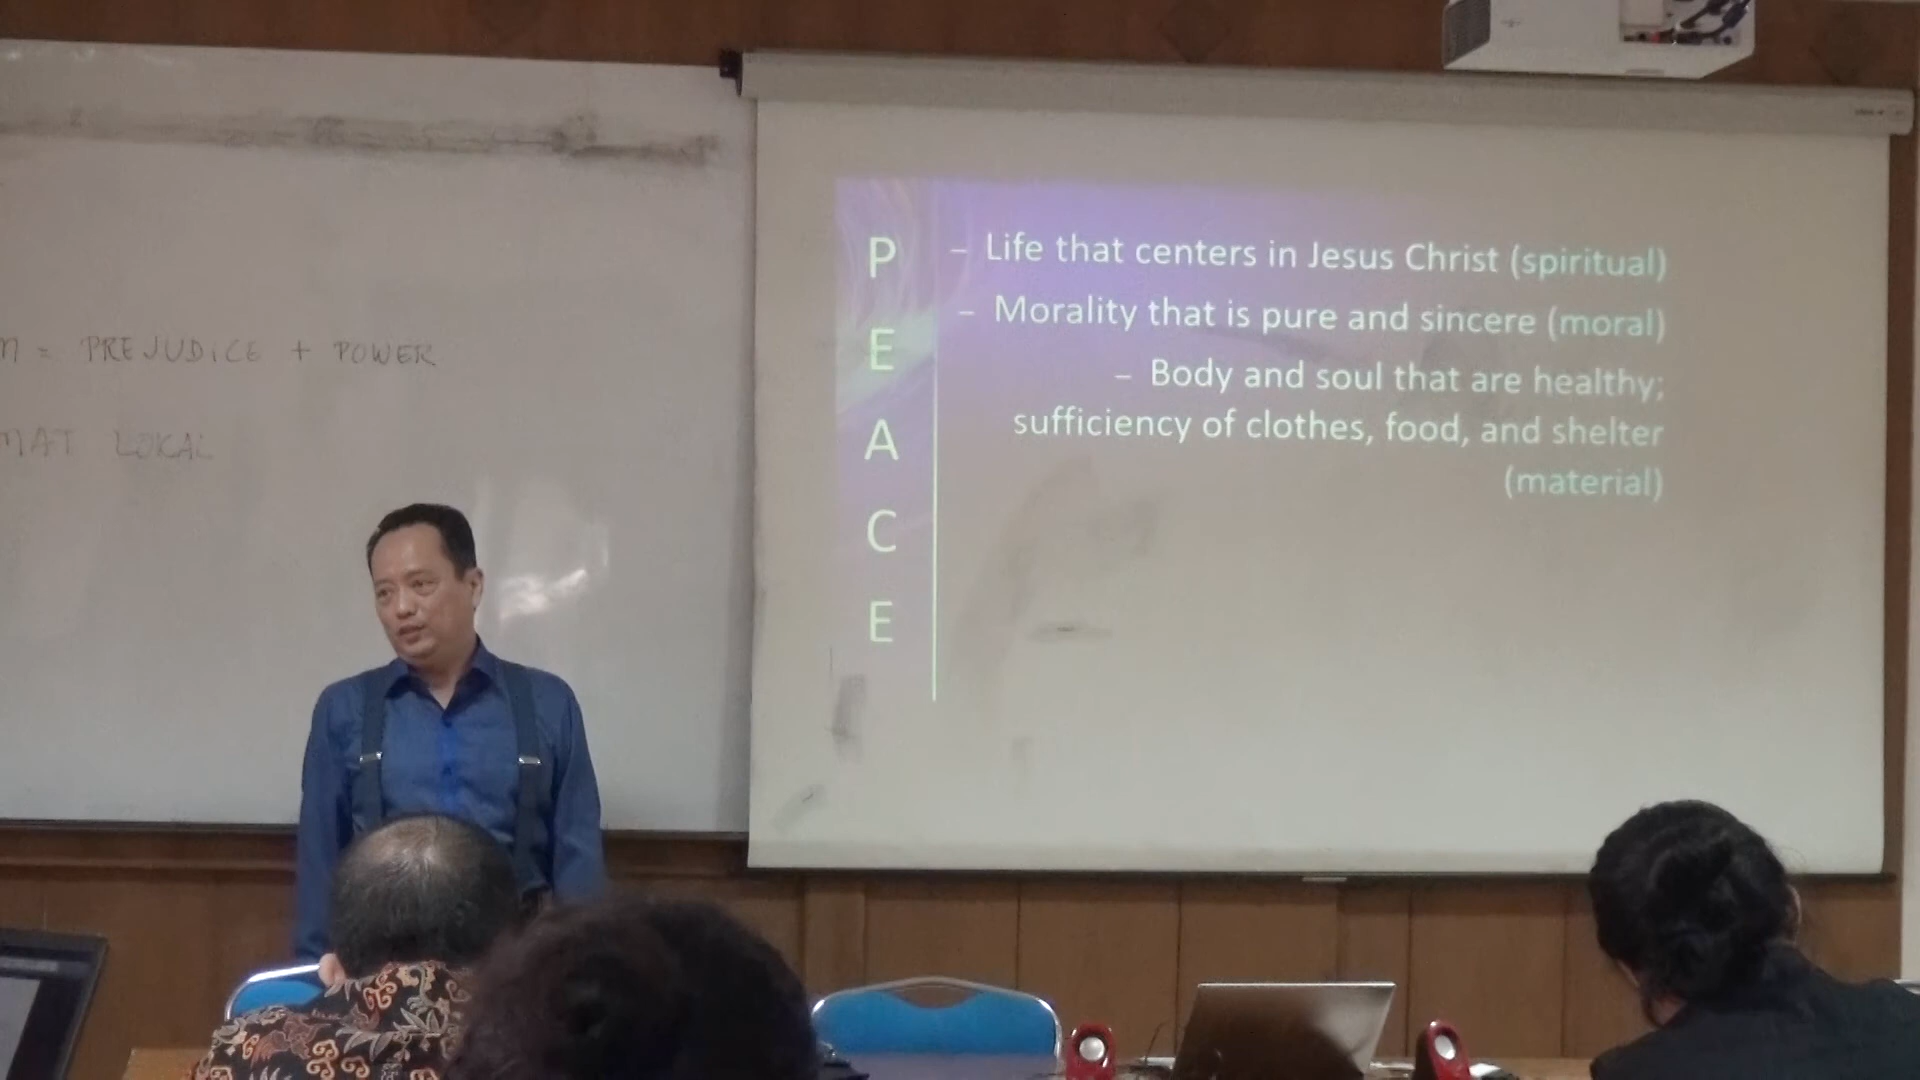 = PREJUDICE + POWER
LOKAL
PEACE
– Life that centers in Jesus Christ (spiritual)
– Morality that is pure and sincere (moral)
– Body and soul that are healthy;
sufficiency of clothes, food, and shelter
(material)